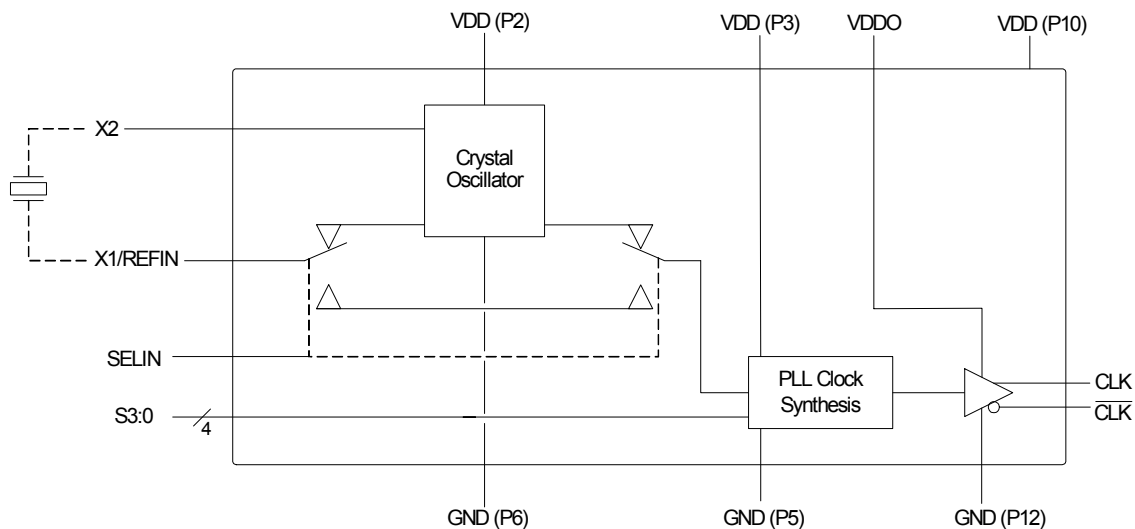 VDD (P2)
VDD (P3)
VDDO
VDD (P10)
X2
Crystal
Oscillator
X1/REFIN
SELIN
PLL Clock
Synthesis
CLK
CLK
S3:0
4
GND (P6)
GND (P5)
GND (P12)